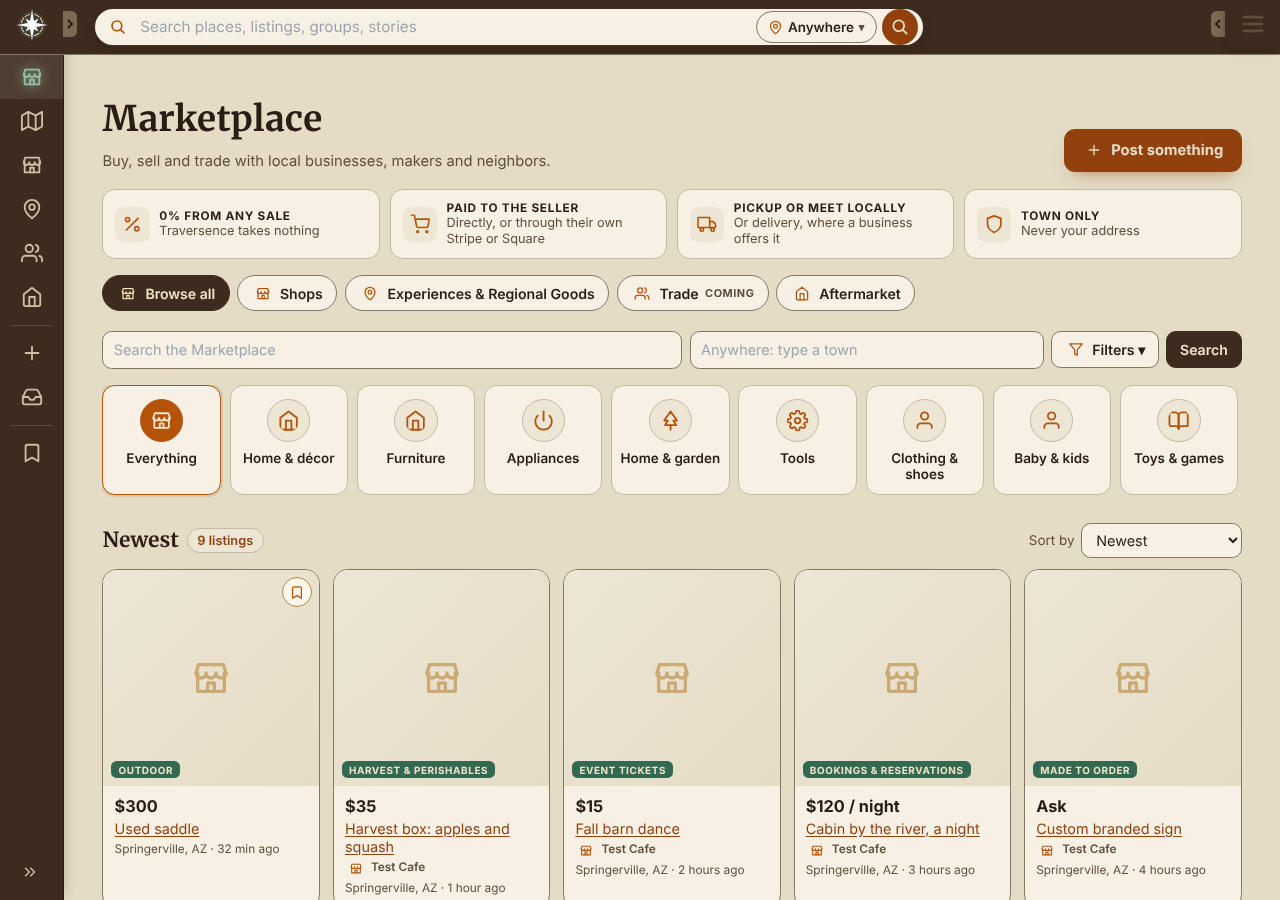 Search places, listings, groups, stories
Anywhere ▾
Marketplace
Buy, sell and trade with local businesses, makers and neighbors.
Post something
0% FROM ANY SALE
Traversence takes nothing
PAID TO THE SELLER
Directly, or through their own
Stripe or Square
PICKUP OR MEET LOCALLY
Or delivery, where a business
offers it
TOWN ONLY
Never your address
Browse all
Shops
Experiences & Regional Goods
Trade COMING
Aftermarket
Search the Marketplace
Anywhere: type a town
Filters ▾
Search
Everything
Home & décor
Furniture
Appliances
Home & garden
Tools
Clothing &
shoes
Baby & kids
Toys & games
Newest
9 listings
Sort by
Newest
OUTDOOR
$300
Used saddle
Springerville, AZ · 32 min ago
HARVEST & PERISHABLES
$35
Harvest box: apples and
squash
Test Cafe
Springerville, AZ · 1 hour ago
EVENT TICKETS
$15
Fall barn dance
Test Cafe
Springerville, AZ · 2 hours ago
BOOKINGS & RESERVATIONS
$120 / night
Cabin by the river, a night
Test Cafe
Springerville, AZ · 3 hours ago
MADE TO ORDER
Ask
Custom branded sign
Test Cafe
Springerville, AZ · 4 hours ago